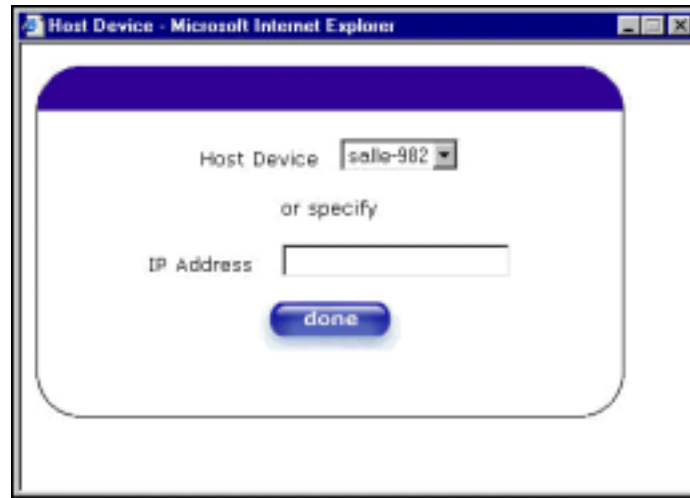 Host Device - Microsoft Internet Explorer
Host Device salle-982
or specify
IP Address
done